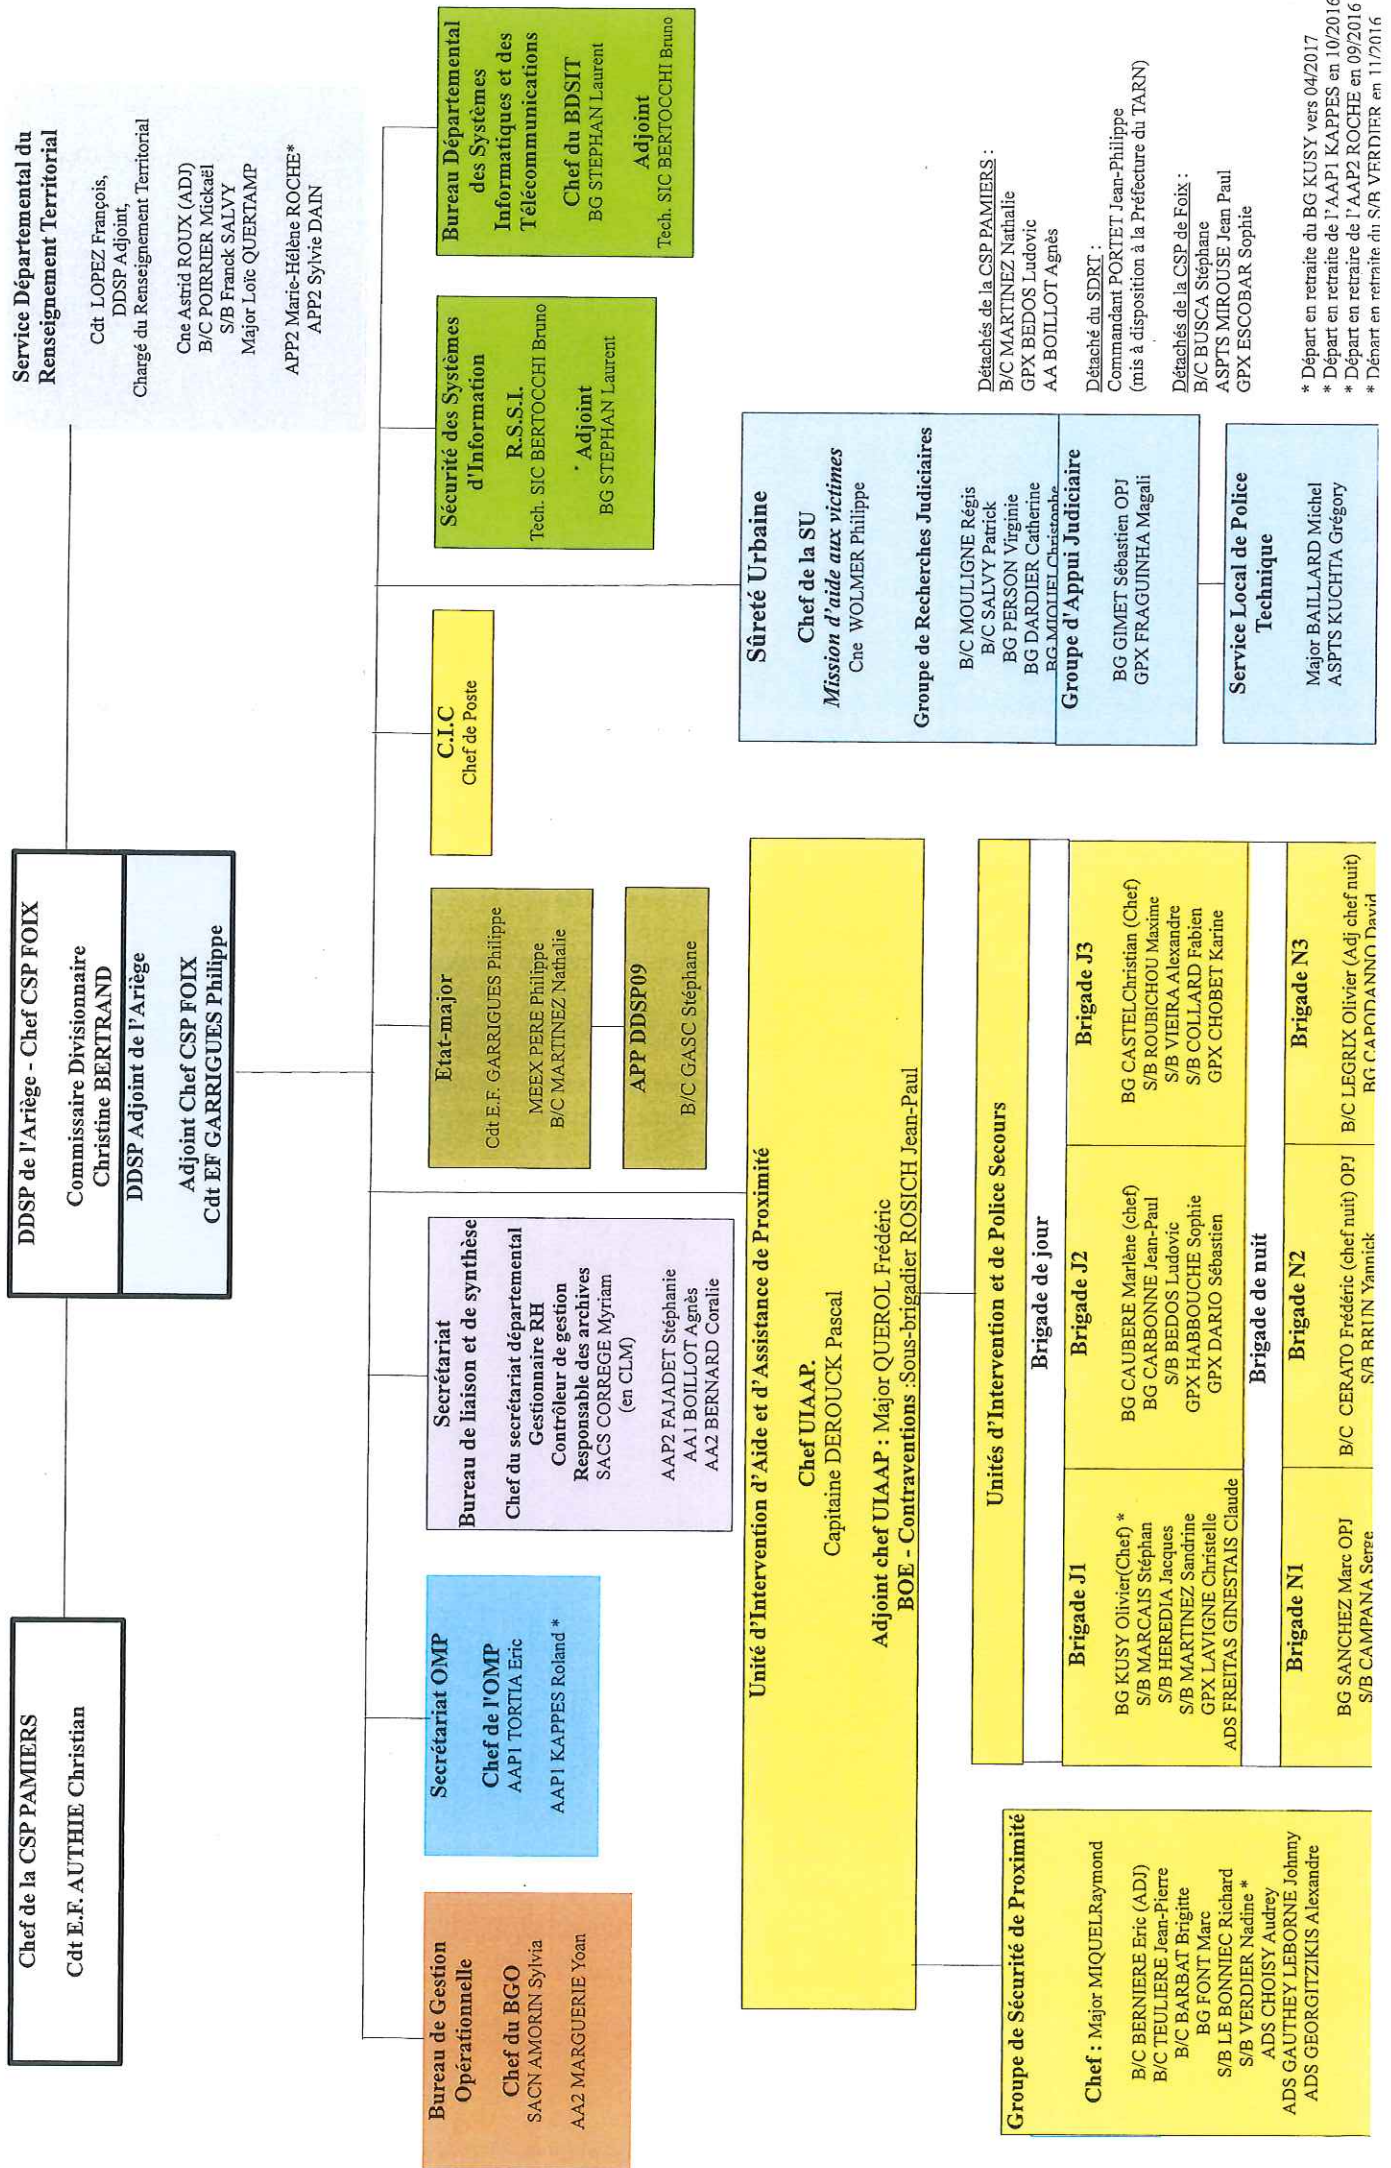 Chef de la CSP PAMIERS
Cdt E.F. AUTHIE Christian
DDSP de l'Ariège - Chef CSP FOIX
Commissaire Divisionnaire
Christine BERTRAND
DDSP Adjoint de l'Ariège
Adjoint Chef CSP FOIX
Cdt EF GARRIGUES Philippe
Service Départemental du
Renseignement Territorial
Cdt LOPEZ François,
DDSP Adjoint,
Chargé du Renseignement Territorial
Cne Astrid ROUX (ADJ)
B/C POIRRIER Mickaël
S/B Franck SALVY
Major Loïc QUERTAMP
APP2 Marie-Hélène ROCHE*
APP2 Sylvie DAIN
Bureau de Gestion
Opérationnelle
Chef du BGO
SACN AMORIN Sylvia
AA2 MARGUERIE Yoan
Secrétariat OMP
Chef de l'OMP
AAP1 TORTIA Eric
AAP1 KAPPES Roland *
Secrétariat
Bureau de liaison et de synthèse
Chef du secrétariat départemental
Gestionnaire RH
Contrôleur de gestion
Responsable des archives
SACS CORREGE Myriam
(en CLM)
AAP2 FAJADET Stéphanie
AA1 BOILLOT Agnès
AA2 BERNARD Coralie
Etat-major
Cdt E.F. GARRIGUES Philippe
MEEX PERE Philippe
B/C MARTINEZ Nathalie
APP DDSP09
B/C GASC Stéphane
C.I.C
Chef de Poste
Sécurité des Systèmes
d'Information
R.S.S.I.
Tech. SIC BERTOCCHI Bruno
Adjoint
BG STEPHAN Laurent
Bureau Départemental
des Systèmes
Informatiques et des
Télécommunications
Chef du BDSIT
BG STEPHAN Laurent
Adjoint
Tech. SIC BERTOCCHI Bruno
Unité d'Intervention d'Aide et d'Assistance de Proximité
Chef UIAAP.
Capitaine DEROUCK Pascal
Adjoint chef UIAAP : Major QUEROL Frédéric
BOE - Contraventions :Sous-brigadier ROSICH Jean-Paul
Sûreté Urbaine
Chef de la SU
Mission d'aide aux victimes
Cne WOLMER Philippe
Groupe de Recherches Judiciaires
B/C MOULIGNE Régis
B/C SALVY Patrick
BG PERSON Virginie
BG DARDIER Catherine
BG MIQUEL Christophe
Groupe d'Appui Judiciaire
BG GIMET Sébastien OPJ
GPX FRAGUINHA Magali
Service Local de Police
Technique
Major BAILLARD Michel
ASPTS KUCHTA Grégory
Groupe de Sécurité de Proximité
Chef : Major MIQUELRaymond
B/C BERNIERE Eric (ADJ)
B/C TEULIERE Jean-Pierre
B/C BARBAT Brigitte
BG FONT Marc
S/B LE BONNIEC Richard
S/B VERDIER Nadine *
ADS CHOISY Audrey
ADS GAUTHEY LEBORNE Johnny
ADS GEORGITZIKIS Alexandre
Unités d'Intervention et de Police Secours
Brigade de jour
Brigade J1
BG KUSY Olivier(Chef) *
S/B MARCAIS Stéphan
S/B HEREDIA Jacques
S/B MARTINEZ Sandrine
GPX LAVIGNE Christelle
ADS FREITAS GINESTAIS Claude
Brigade J2
BG CAUBERE Marlène (chef)
BG CARBONNE Jean-Paul
S/B BEDOS Ludovic
GPX HABBOUCHE Sophie
GPX DARIO Sébastien
Brigade J3
BG CASTELChristian (Chef)
S/B ROUBICHOU Maxime
S/B VIEIRA Alexandre
S/B COLLARD Fabien
GPX CHOBET Karine
Brigade de nuit
Brigade N1
BG SANCHEZ Marc OPJ
S/B CAMPANA Serge
Brigade N2
B/C CERATO Frédéric (chef nuit) OPJ
S/B BRUN Yannick
Brigade N3
B/C LEGRIX Olivier (Adj chef nuit)
BG CAPODANNO David
Détachés de la CSP PAMIERS :
B/C MARTINEZ Nathalie
GPX BEDOS Ludovic
AA BOILLOT Agnès
Détaché du SDRT :
Commandant PORTET Jean-Philippe
(mis à disposition à la Préfecture du TARN)
Détachés de la CSP de Foix :
B/C BUSCA Stéphane
ASPTS MIROUSE Jean Paul
GPX ESCOBAR Sophie
* Départ en retraite du BG KUSY vers 04/2017
* Départ en retraite de l'AAP1 KAPPES en 10/2016
* Départ en retraire de l'AAP2 ROCHE en 09/2016
* Départ en retraite du S/B VERDIER en 11/2016